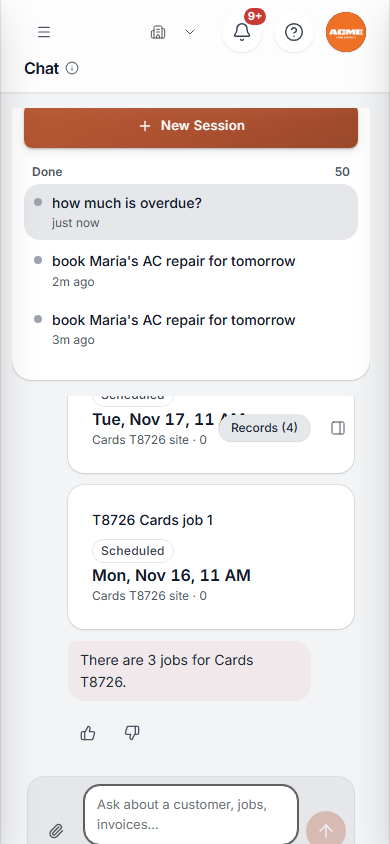 9+
ACME
Chat
+ New Session
Done 50
how much is overdue?
just now
book Maria's AC repair for tomorrow
2m ago
book Maria's AC repair for tomorrow
3m ago
Scheduled
Tue, Nov 17, 11 AM
Records (4)
Cards T8726 site · 0
T8726 Cards job 1
Scheduled
Mon, Nov 16, 11 AM
Cards T8726 site · 0
There are 3 jobs for Cards
T8726.
Ask about a customer, jobs,
invoices...